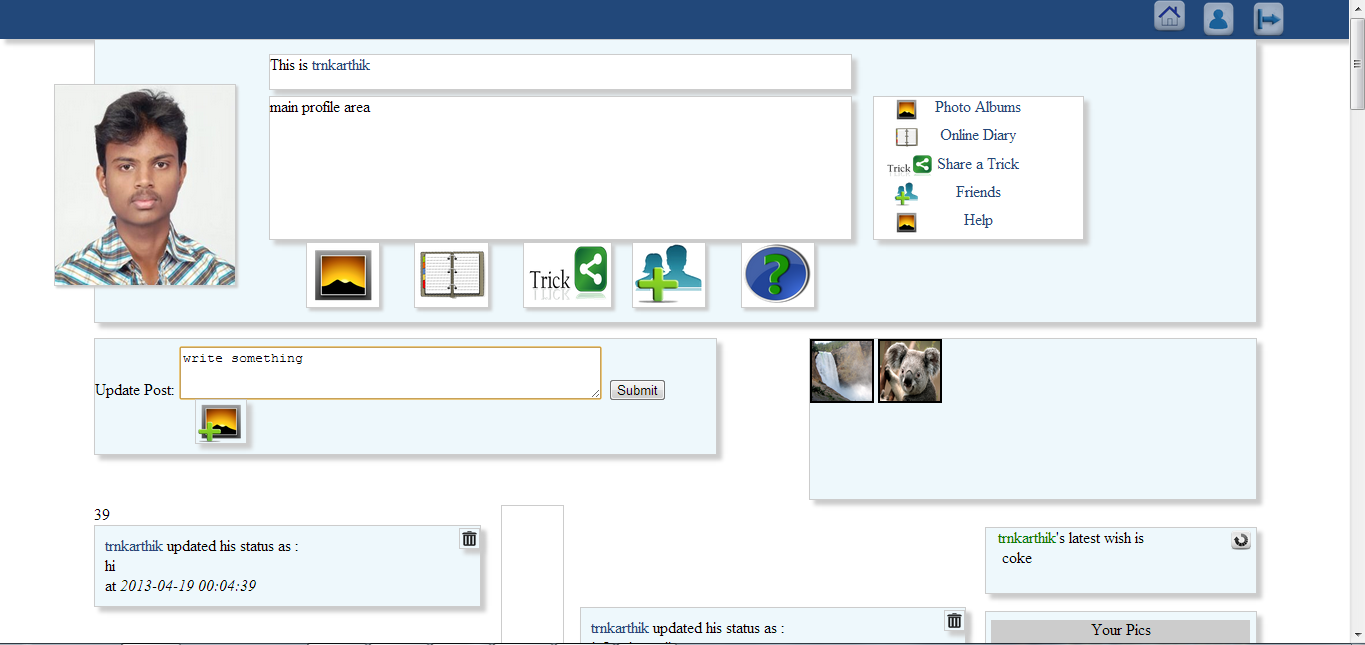 This is trnkarthik
main profile area
Photo Albums
Online Diary
Trick Share a Trick
Friends
Help
Trick
Update Post:
write something
Submit
39
trnkarthik updated his status as :
hi
at 2013-04-19 00:04:39
trnkarthik updated his status as :
trnkarthik's latest wish is
coke
Your Pics